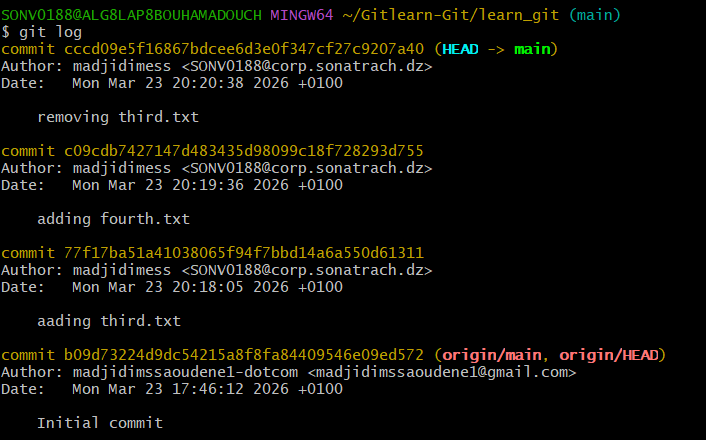 SONV0188@ALG8LAP8BOUHAMADOUCH MINGW64 ~/Gitlearn-Git/learn_git (main)
$ git log
commit cccd09e5f16867bdcee6d3e0f347cf27c9207a40 (HEAD -> main)
Author: madjidimess <SONV0188@corp.sonatrach.dz>
Date:   Mon Mar 23 20:20:38 2026 +0100
removing third.txt
commit c09cdb7427147d483435d98099c18f728293d755
Author: madjidimess <SONV0188@corp.sonatrach.dz>
Date:   Mon Mar 23 20:19:36 2026 +0100
adding fourth.txt
commit 77f17ba51a41038065f94f7bbd14a6a550d61311
Author: madjidimess <SONV0188@corp.sonatrach.dz>
Date:   Mon Mar 23 20:18:05 2026 +0100
aading third.txt
commit b09d73224d9dc54215a8f8fa84409546e09ed572 (origin/main, origin/HEAD)
Author: madjidimssaoudene1-dotcom <madjidimssaoudene1@gmail.com>
Date:   Mon Mar 23 17:46:12 2026 +0100
Initial commit